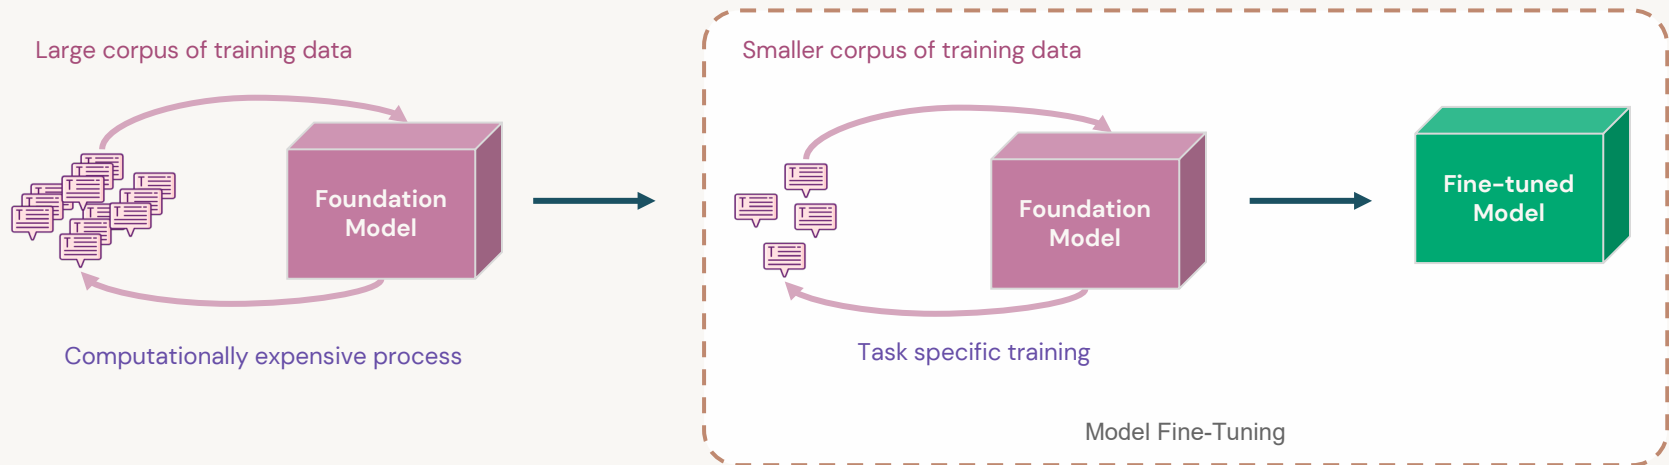 Large corpus of training data
Foundation
Model
Computationally expensive process
Smaller corpus of training data
Foundation
Model
Task specific training
Fine-tuned
Model
Model Fine-Tuning